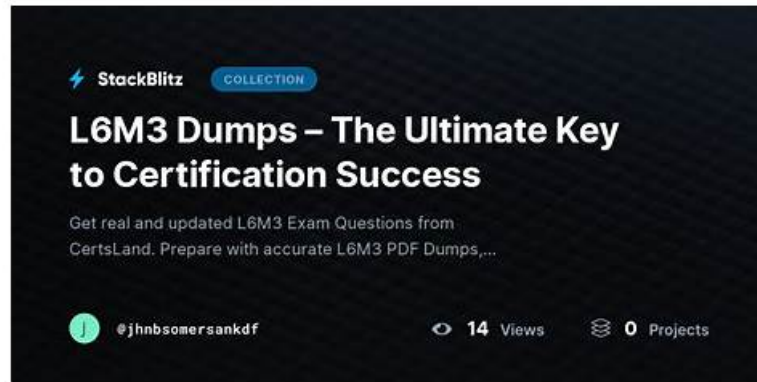 StackBlitz COLLECTION
L6M3 Dumps – The Ultimate Key
to Certification Success
Get real and updated L6M3 Exam Questions from
CertsLand. Prepare with accurate L6M3 PDF Dumps,...
J @jhnbsomersankdf 14 Views 0 Projects